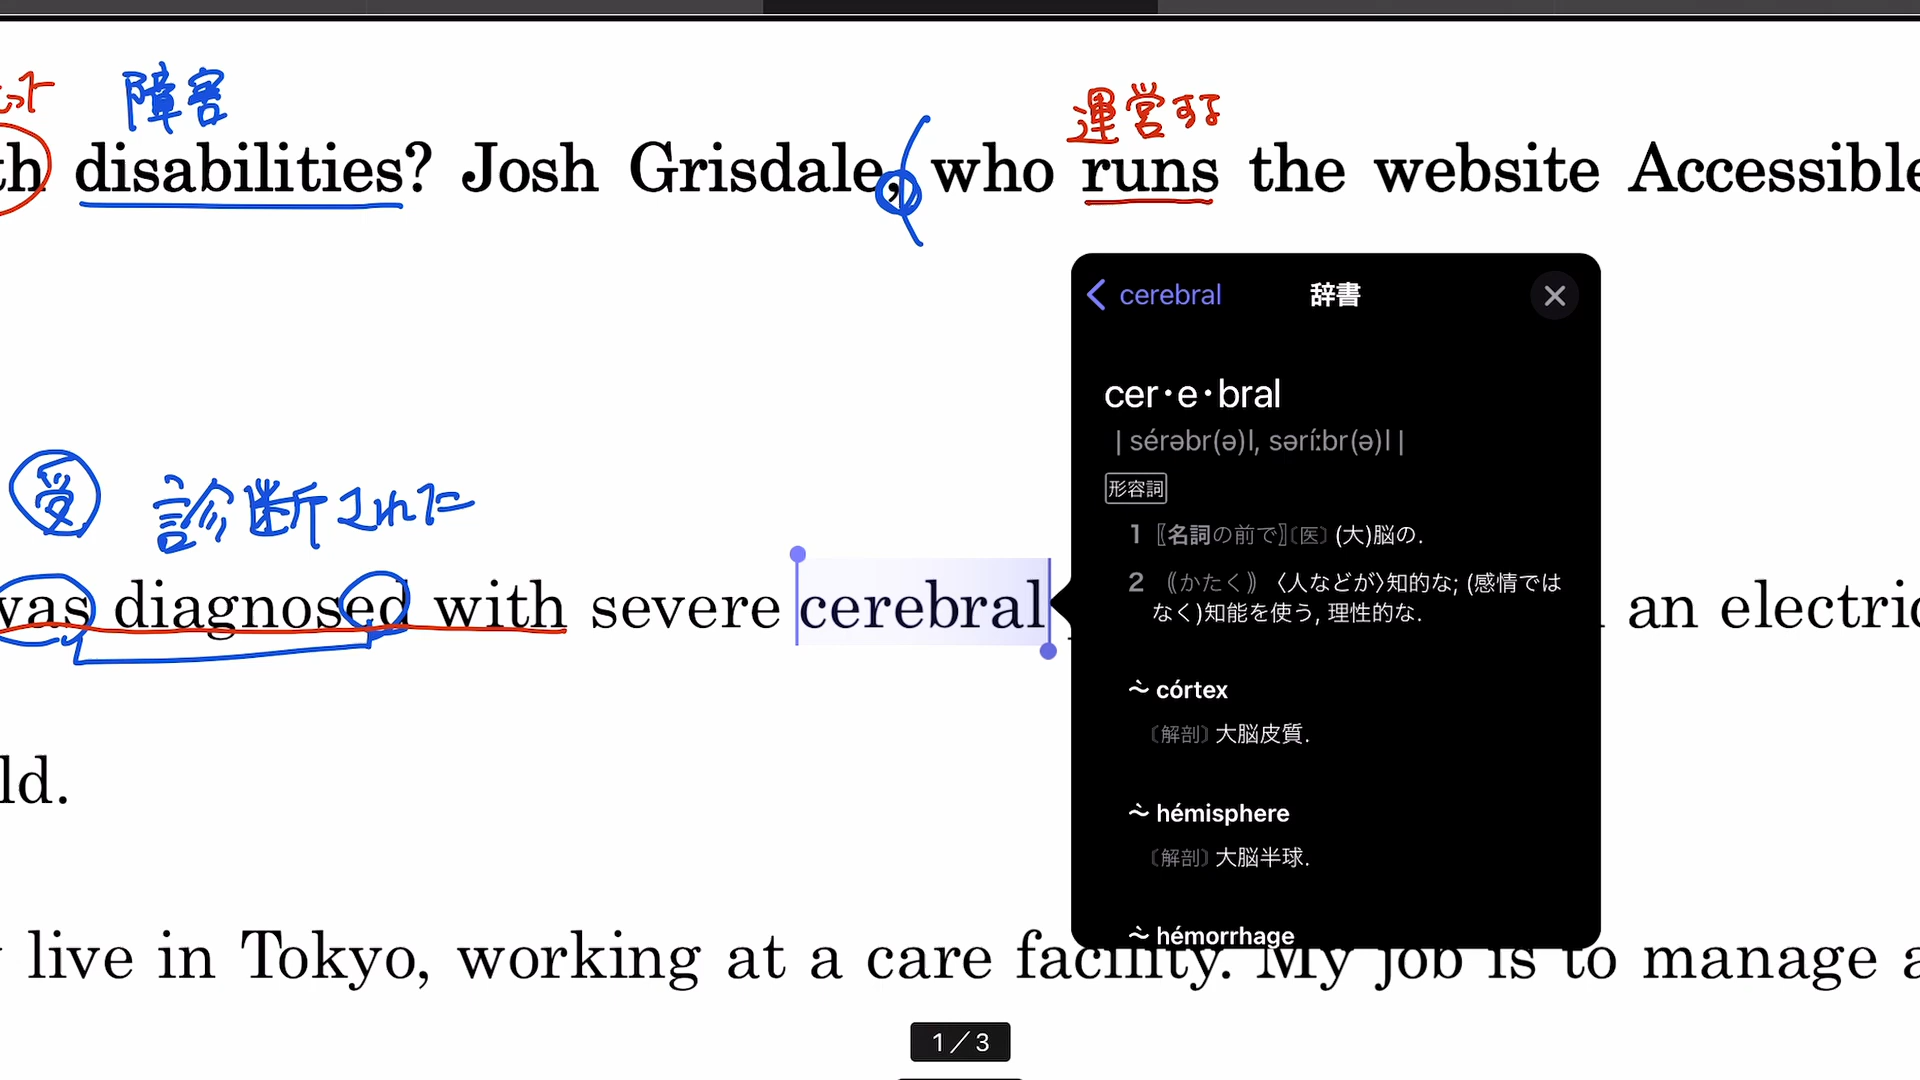 障害
運営する
th disabilities? Josh Grisdale, who runs the website Accessible
cerebral 辞書
cer·e·bral
| sérəbr(ə)l, sərí:br(ə)l |
形容詞
1 〖名詞の前で〗〔医〕(大)脳の.
2 《かたく》〈人などが〉知的な; (感情では
なく)知能を使う, 理性的な.
受 診断された
was diagnosed with severe cerebral an electric
~ córtex
〔解剖〕大脳皮質.
ld.
~ hémisphere
〔解剖〕大脳半球.
~ hémorrhage
live in Tokyo, working at a care facility. My job is to manage a
1/3